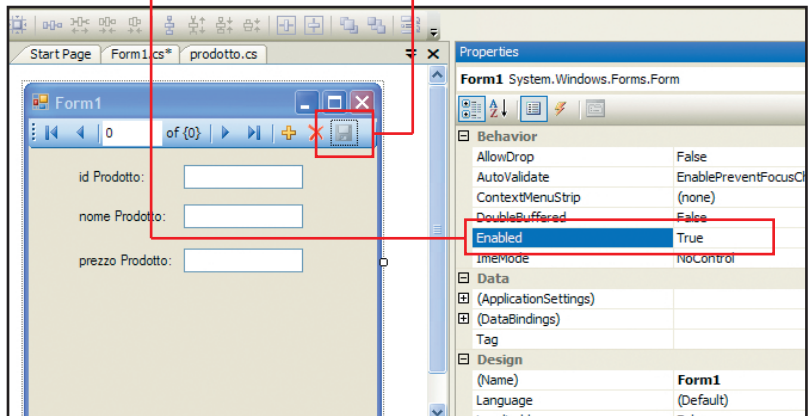 Start Page Form1.cs* prodotto.cs
Properties
Form1 System.Windows.Forms.Form
Form1
0 of {0}
id Prodotto:
nome Prodotto:
prezzo Prodotto:
Behavior
AllowDrop False
AutoValidate EnablePreventFocusCh
ContextMenuStrip (none)
DoubleBuffered False
Enabled True
ImeMode NoControl
Data
(ApplicationSettings)
(DataBindings)
Tag
Design
(Name) Form1
Language (Default)